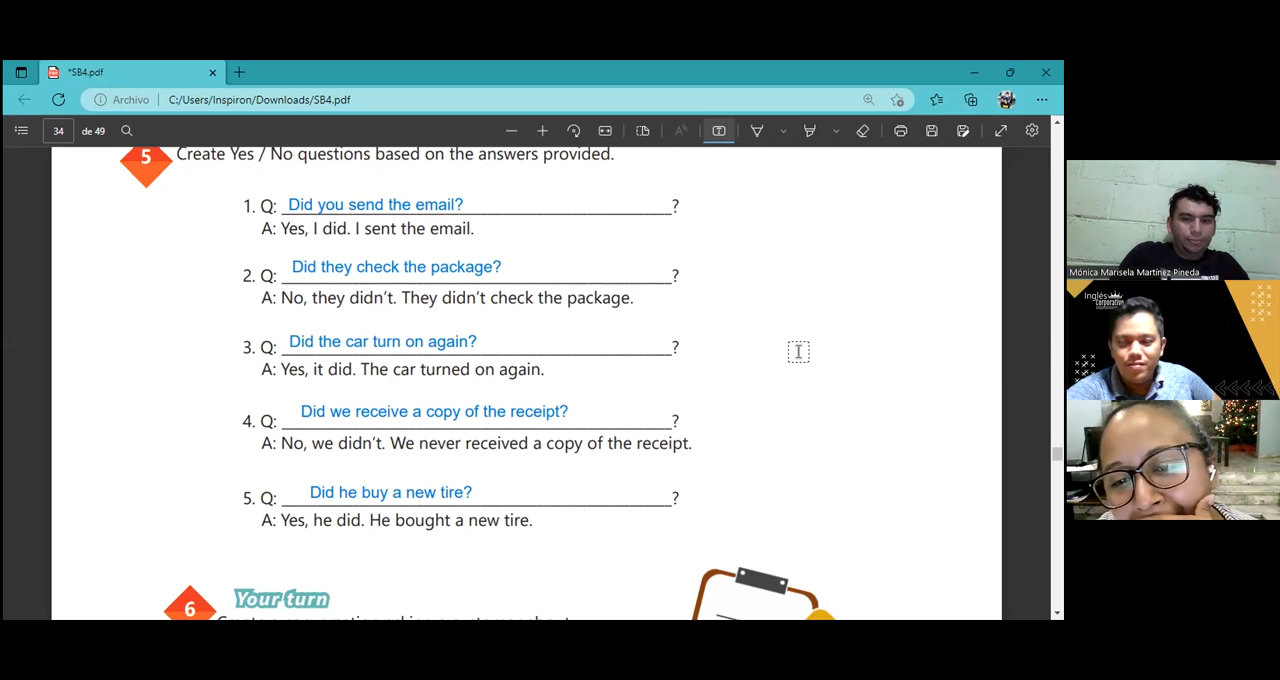 *SB4.pdf
Archivo
C:/Users/Inspiron/Downloads/SB4.pdf
34 de 49
5 Create Yes / No questions based on the answers provided.
1. Q: Did you send the email? ?
A: Yes, I did. I sent the email.
2. Q: Did they check the package? ?
A: No, they didn't. They didn't check the package.
3. Q: Did the car turn on again? ?
A: Yes, it did. The car turned on again.
4. Q: Did we receive a copy of the receipt? ?
A: No, we didn't. We never received a copy of the receipt.
5. Q: Did he buy a new tire? ?
A: Yes, he did. He bought a new tire.
6 Your turn
Mónica Marisela Martínez Pineda
Inglés
Corporativo